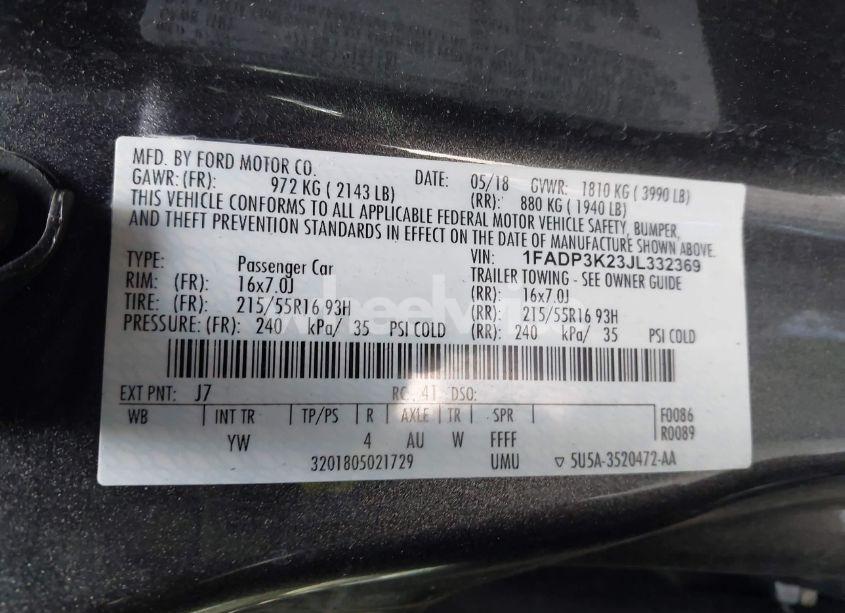 MFD. BY FORD MOTOR CO. DATE: 05/18 GVWR: 1810 KG ( 3990 LB)
GAWR: (FR): 972 KG ( 2143 LB) (RR): 880 KG ( 1940 LB)
THIS VEHICLE CONFORMS TO ALL APPLICABLE FEDERAL MOTOR VEHICLE SAFETY, BUMPER,
AND THEFT PREVENTION STANDARDS IN EFFECT ON THE DATE OF MANUFACTURE SHOWN ABOVE.
VIN: 1FADP3K23JL332369
TYPE: Passenger Car TRAILER TOWING - SEE OWNER GUIDE
RIM: (FR): 16x7.0J (RR): 16x7.0J
TIRE: (FR): 215/55R16 93H (RR): 215/55R16 93H
PRESSURE: (FR): 240 kPa/ 35 PSI COLD (RR): 240 kPa/ 35 PSI COLD
EXT PNT: J7 RC: 41 DSO:
WB INT TR TP/PS R AXLE TR SPR F0086
YW 4 AU W FFFF R0089
3201805021729 UMU ▽ 5U5A-3520472-AA